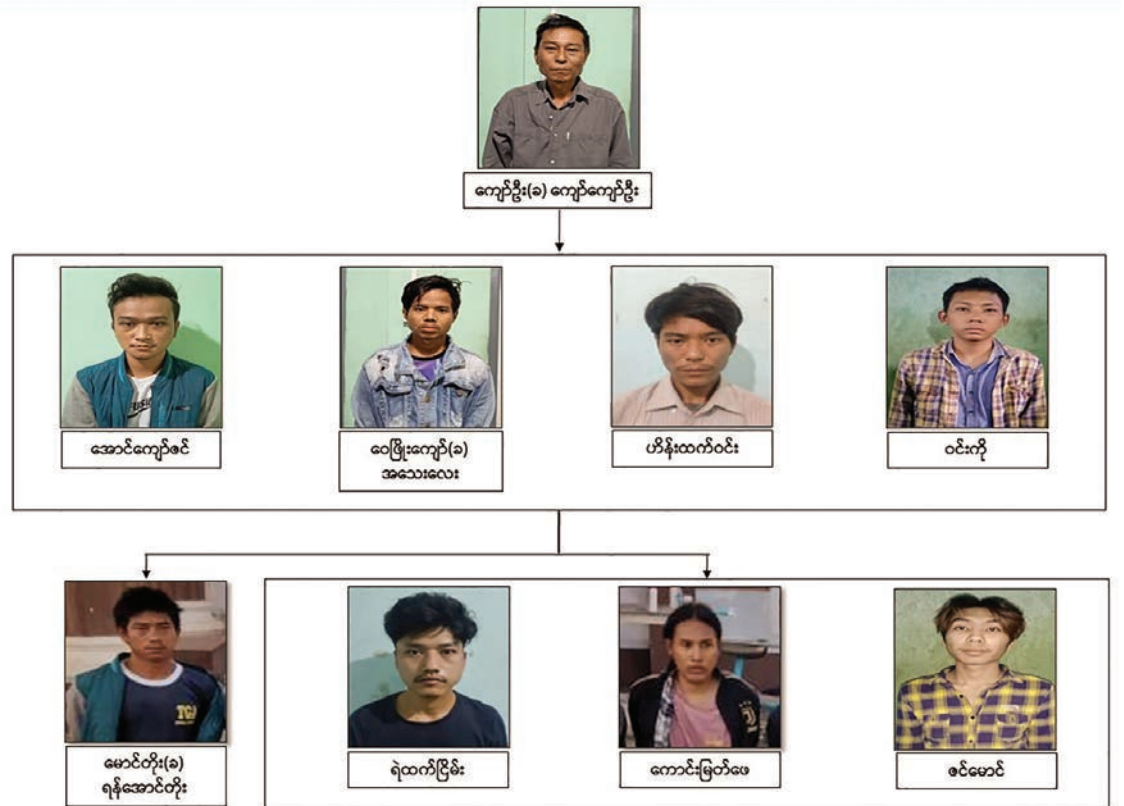 ကျော်ဦး(ခ) ကျော်ကျော်ဦး
အောင်ကျော်ဇင်
ဝေဖြိုးကျော်(ခ)
အသေးလေး
ဟိန်းထက်ဝင်း
ဝင်းကို
TGA
မောင်တိုး(ခ)
ရန်အောင်တိုး
ရဲထက်ငြိမ်း
ကောင်းမြတ်ဖေ
ဇင်မောင်